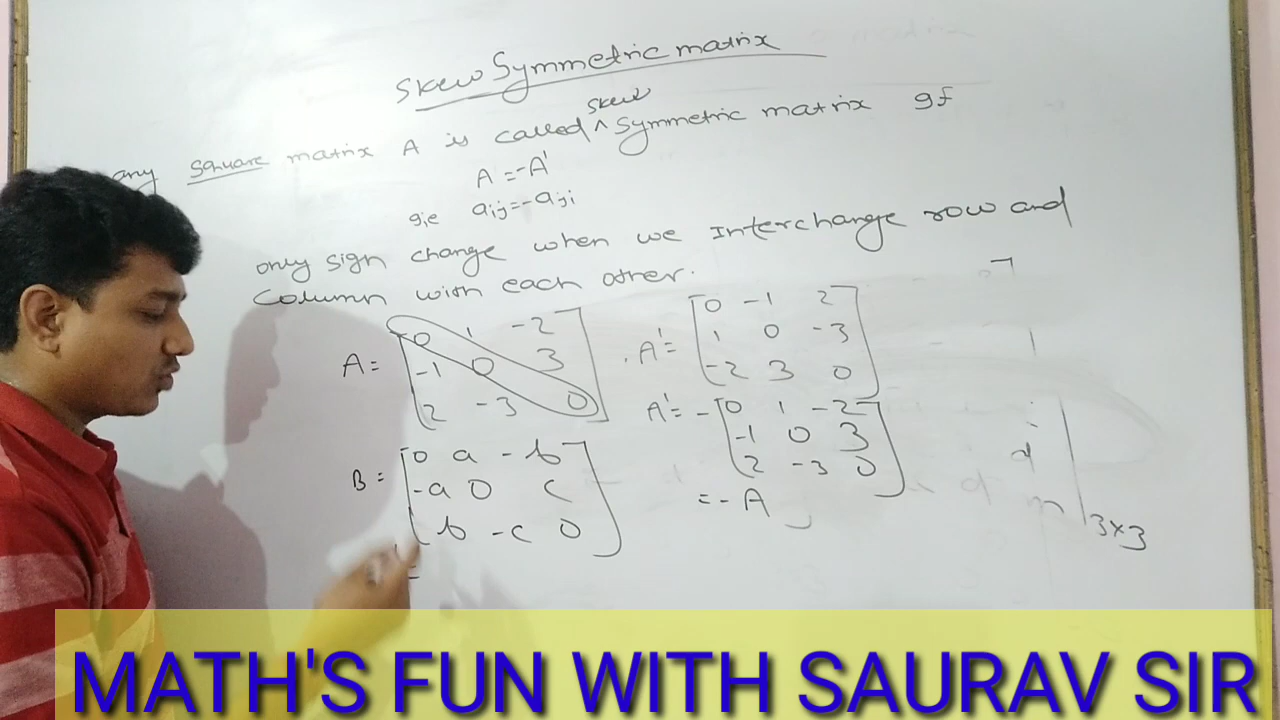 Skew Symmetric matrix
any square matrix A is called skew symmetric matrix If
A = -A'
i,e aij = -aji
only sign change when we Interchange row and
column with each other.
A = [0 1 -2
-1 0 3
2 -3 0]
A' = [0 -1 2
1 0 -3
-2 3 0]
A' = -[0 1 -2
-1 0 3
2 -3 0]
= -A
B = [0 a -b
-a 0 c
b -c 0]
3×3
MATH'S FUN WITH SAURAV SIR